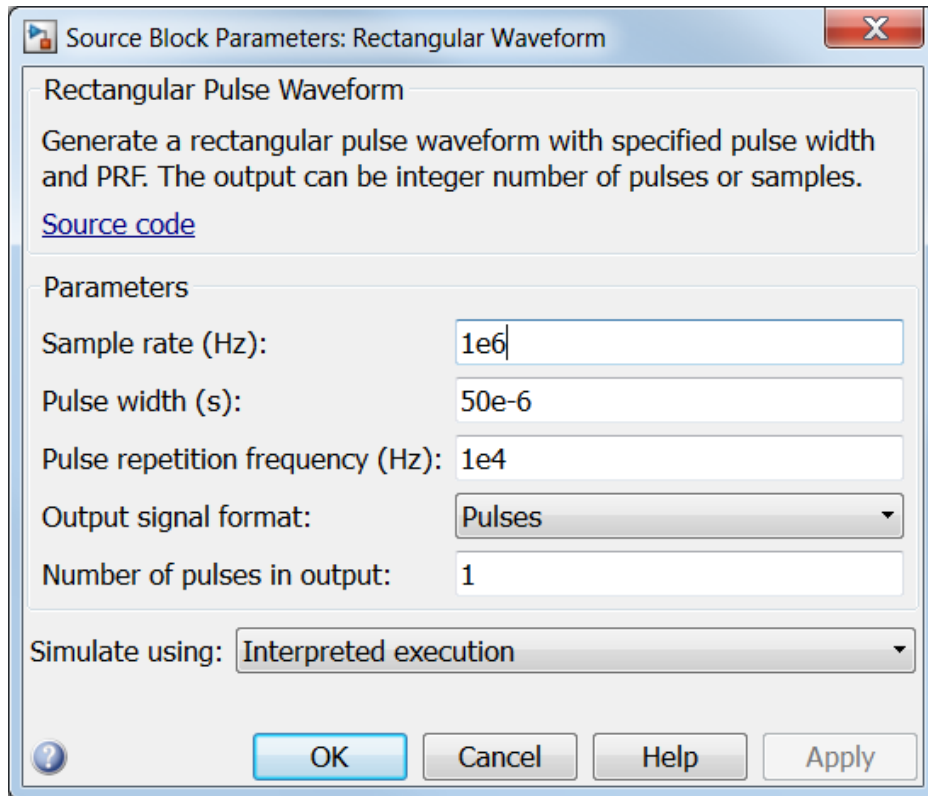 Source Block Parameters: Rectangular Waveform
X
Rectangular Pulse Waveform
Generate a rectangular pulse waveform with specified pulse width
and PRF. The output can be integer number of pulses or samples.
Source code
Parameters
Sample rate (Hz): 1e6
Pulse width (s): 50e-6
Pulse repetition frequency (Hz): 1e4
Output signal format: Pulses
Number of pulses in output: 1
Simulate using: Interpreted execution
? OK Cancel Help Apply